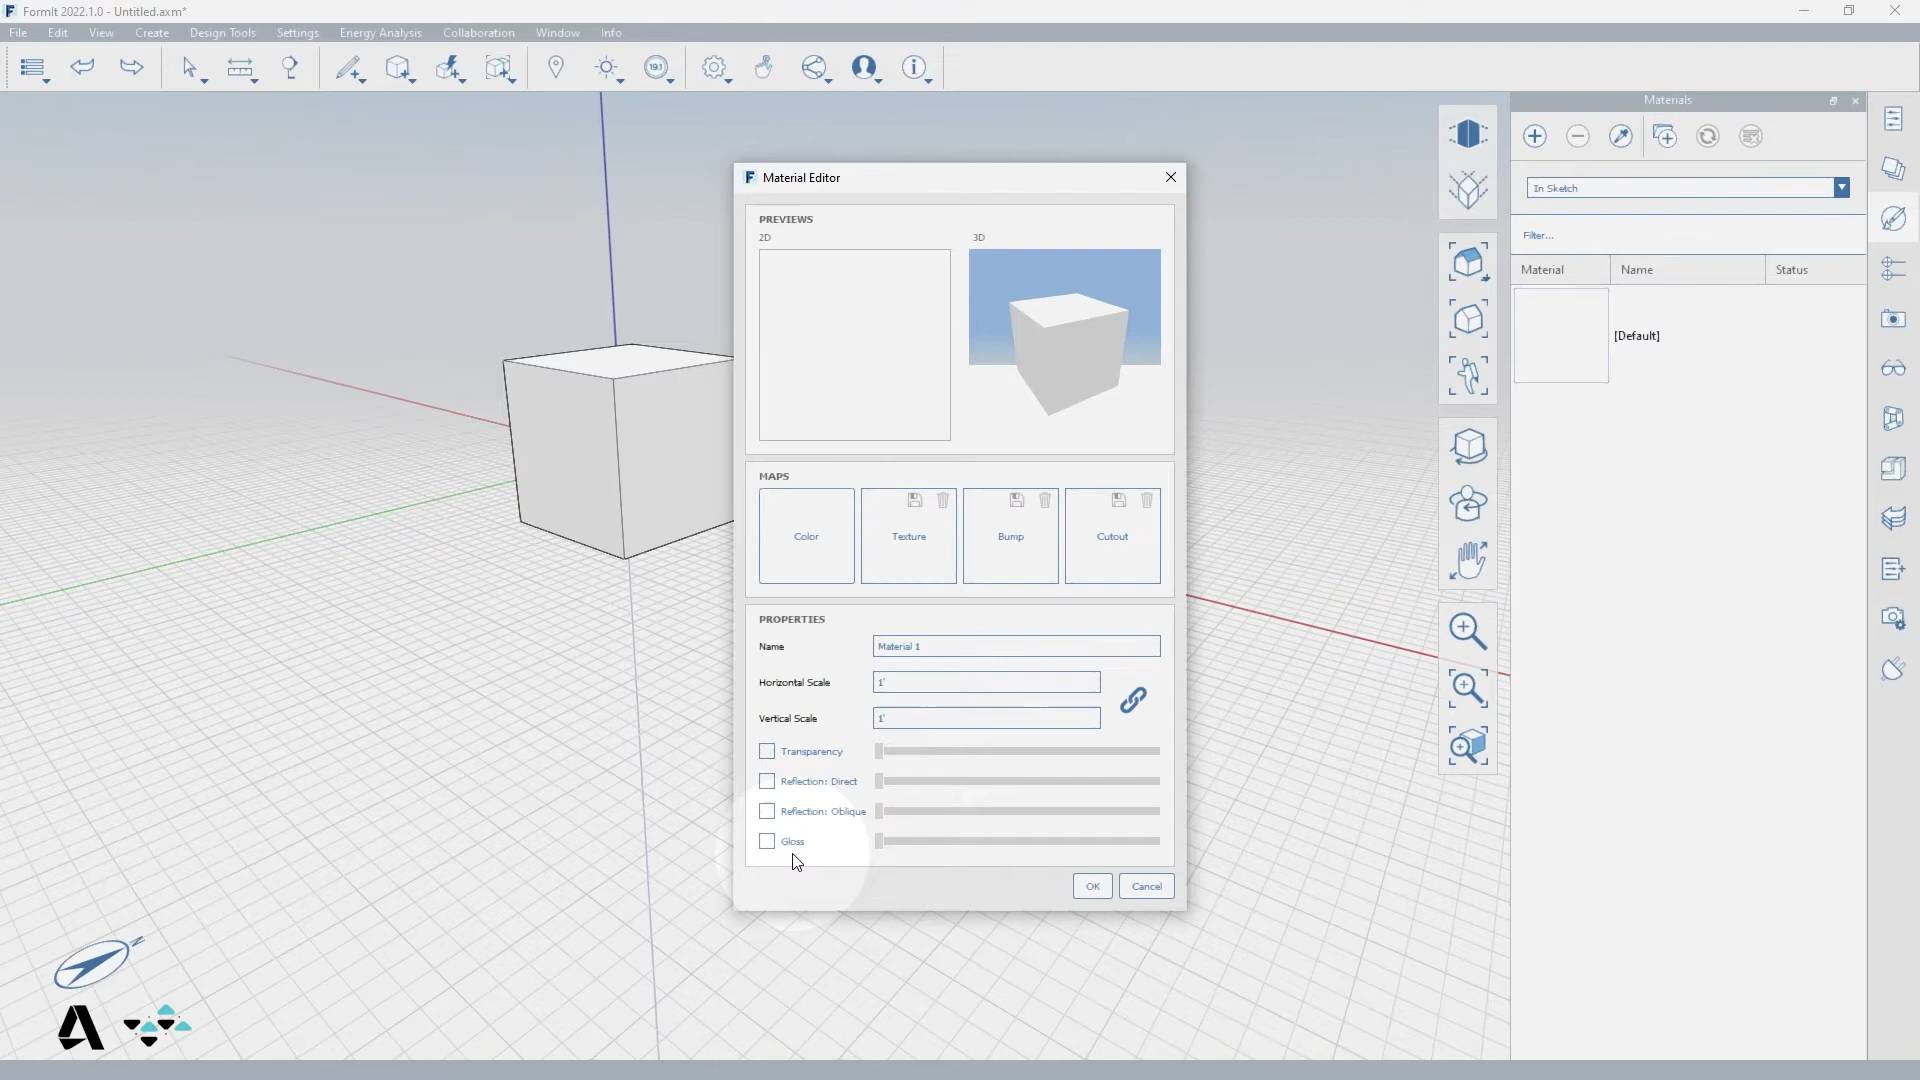 FormIt 2022.1.0 - Untitled.axm*
File Edit View Create Design Tools Settings Energy Analysis Collaboration Window Info
19.1
Materials
In Sketch
Filter...
Material Name Status
[Default]
Material Editor
PREVIEWS
2D 3D
MAPS
Color Texture Bump Cutout
PROPERTIES
Name Material 1
Horizontal Scale 1'
Vertical Scale 1'
Transparency
Reflection: Direct
Reflection: Oblique
Gloss
OK Cancel
N